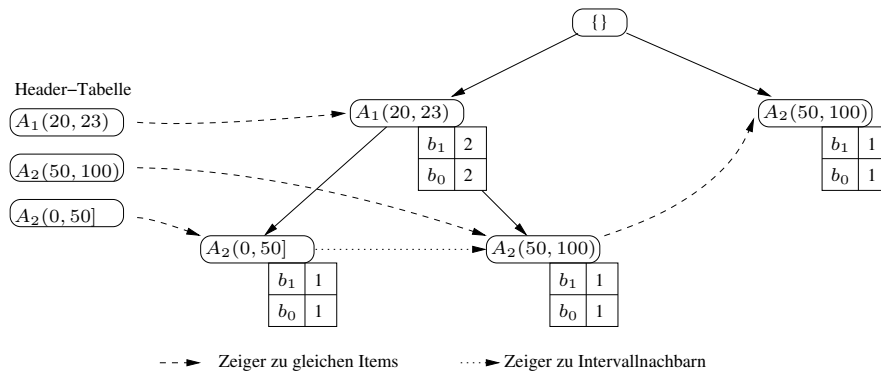 {}
Header–Tabelle
A₁(20, 23)
A₂(50, 100)
A₂(0, 50]
A₁(20, 23)
b₁ 2
b₀ 2
A₂(50, 100)
b₁ 1
b₀ 1
A₂(0, 50]
b₁ 1
b₀ 1
A₂(50, 100)
b₁ 1
b₀ 1
Zeiger zu gleichen Items
Zeiger zu Intervallnachbarn